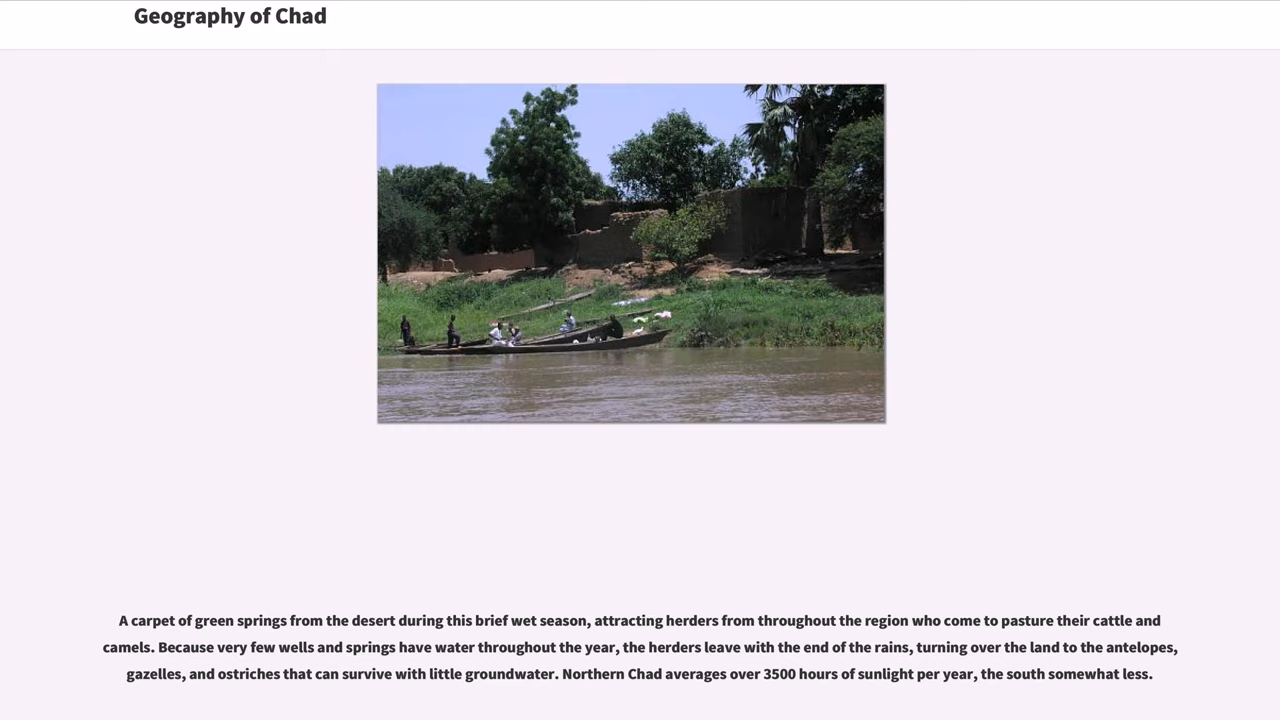 Geography of Chad
A carpet of green springs from the desert during this brief wet season, attracting herders from throughout the region who come to pasture their cattle and
camels. Because very few wells and springs have water throughout the year, the herders leave with the end of the rains, turning over the land to the antelopes,
gazelles, and ostriches that can survive with little groundwater. Northern Chad averages over 3500 hours of sunlight per year, the south somewhat less.